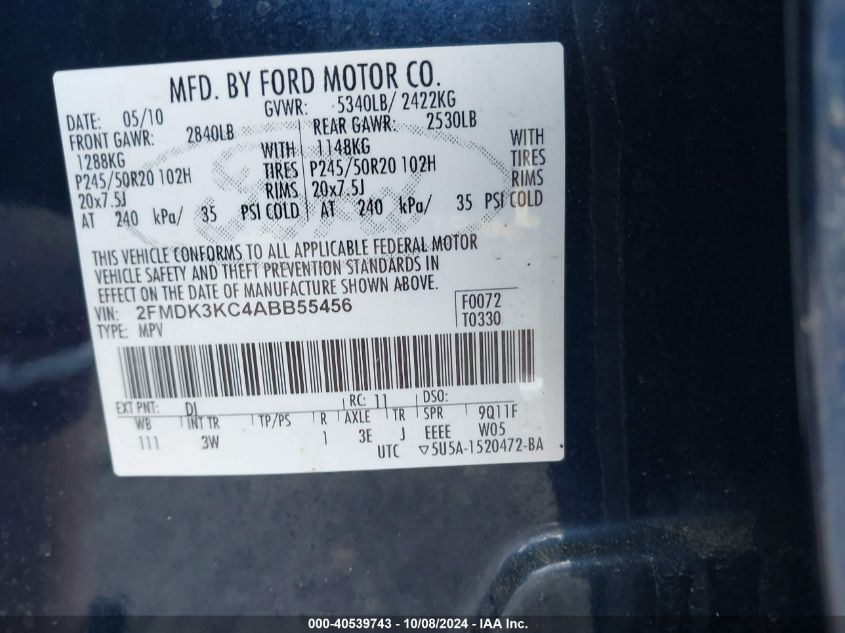 MFD. BY FORD MOTOR CO.
DATE: 05/10 GVWR: 5340LB/ 2422KG
FRONT GAWR: 2840LB REAR GAWR: 2530LB
1288KG WITH 1148KG WITH
P245/50R20 102H TIRES P245/50R20 102H TIRES
20x7.5J RIMS 20x7.5J RIMS
AT 240 kPa/ 35 PSI COLD AT 240 kPa/ 35 PSI COLD
Ford
THIS VEHICLE CONFORMS TO ALL APPLICABLE FEDERAL MOTOR
VEHICLE SAFETY AND THEFT PREVENTION STANDARDS IN
EFFECT ON THE DATE OF MANUFACTURE SHOWN ABOVE.
VIN: 2FMDK3KC4ABB55456 F0072
TYPE: MPV T0330
EXT PNT: DJ RC: 11 DSO:
WB INT TR TP/PS R AXLE TR SPR 9Q11F
111 3W 1 3E J EEEE W05
UTC ▽5U5A-1520472-BA
000-40539743 - 10/08/2024 - IAA Inc.